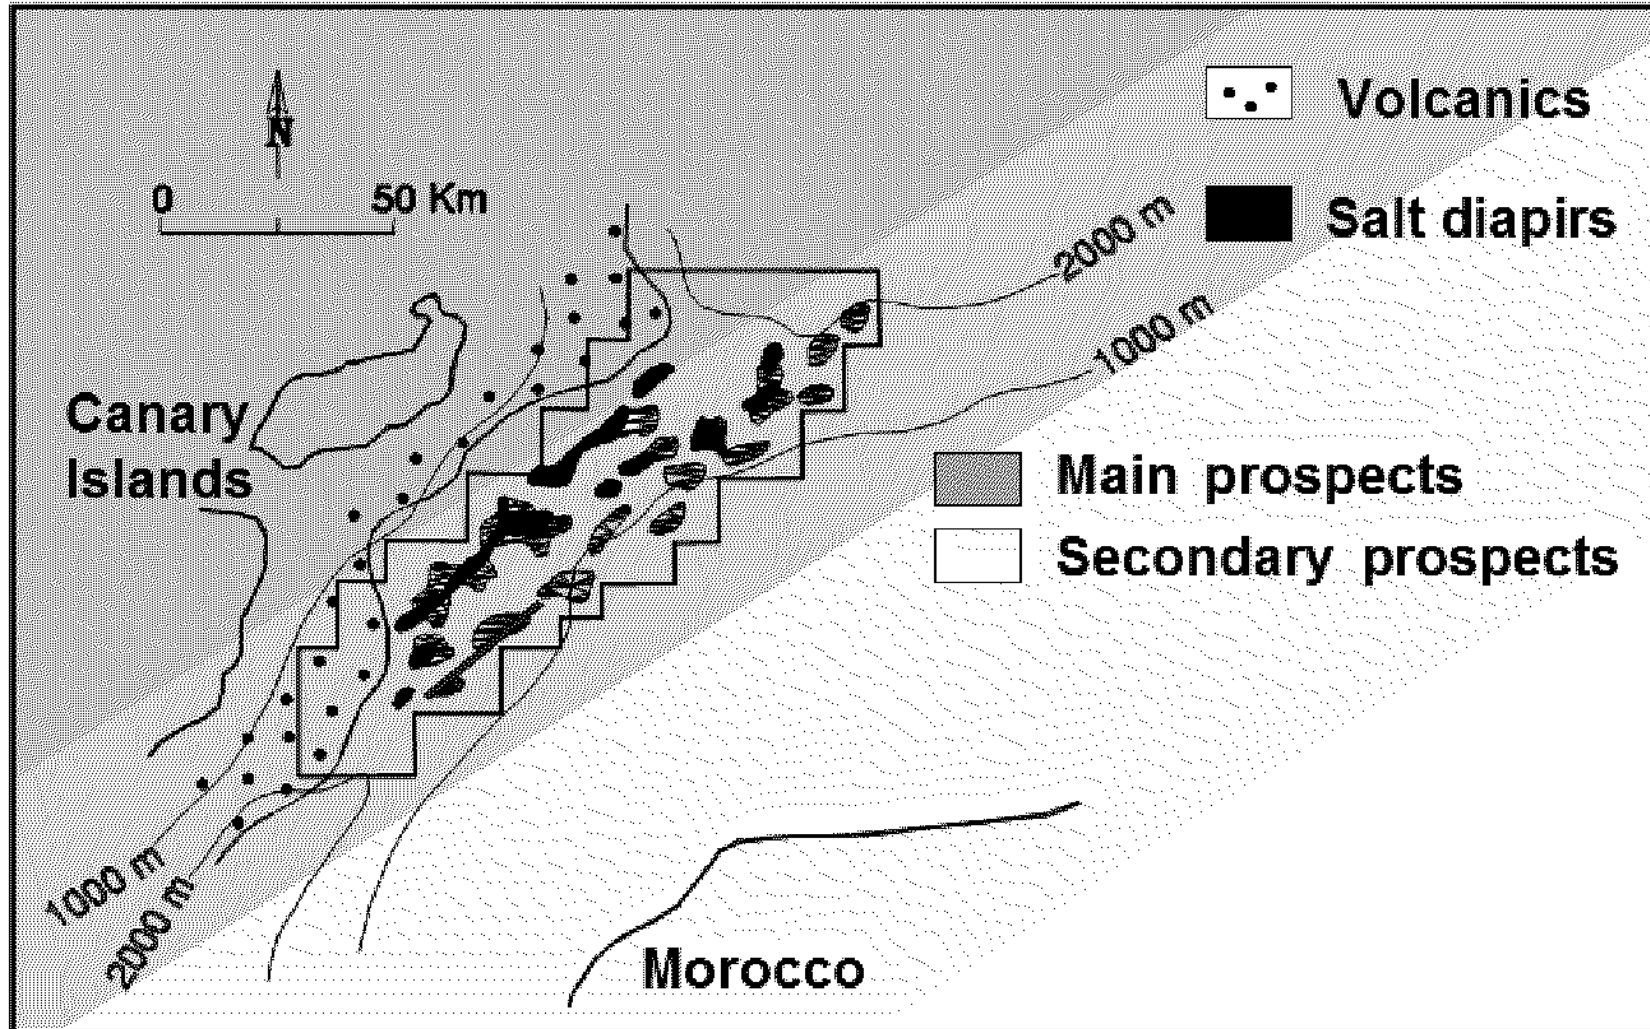 Volcanics
N
0 50 Km
Salt diapirs
2000 m
1000 m
Canary
Islands
Main prospects
Secondary prospects
1000 m
2000 m
Morocco